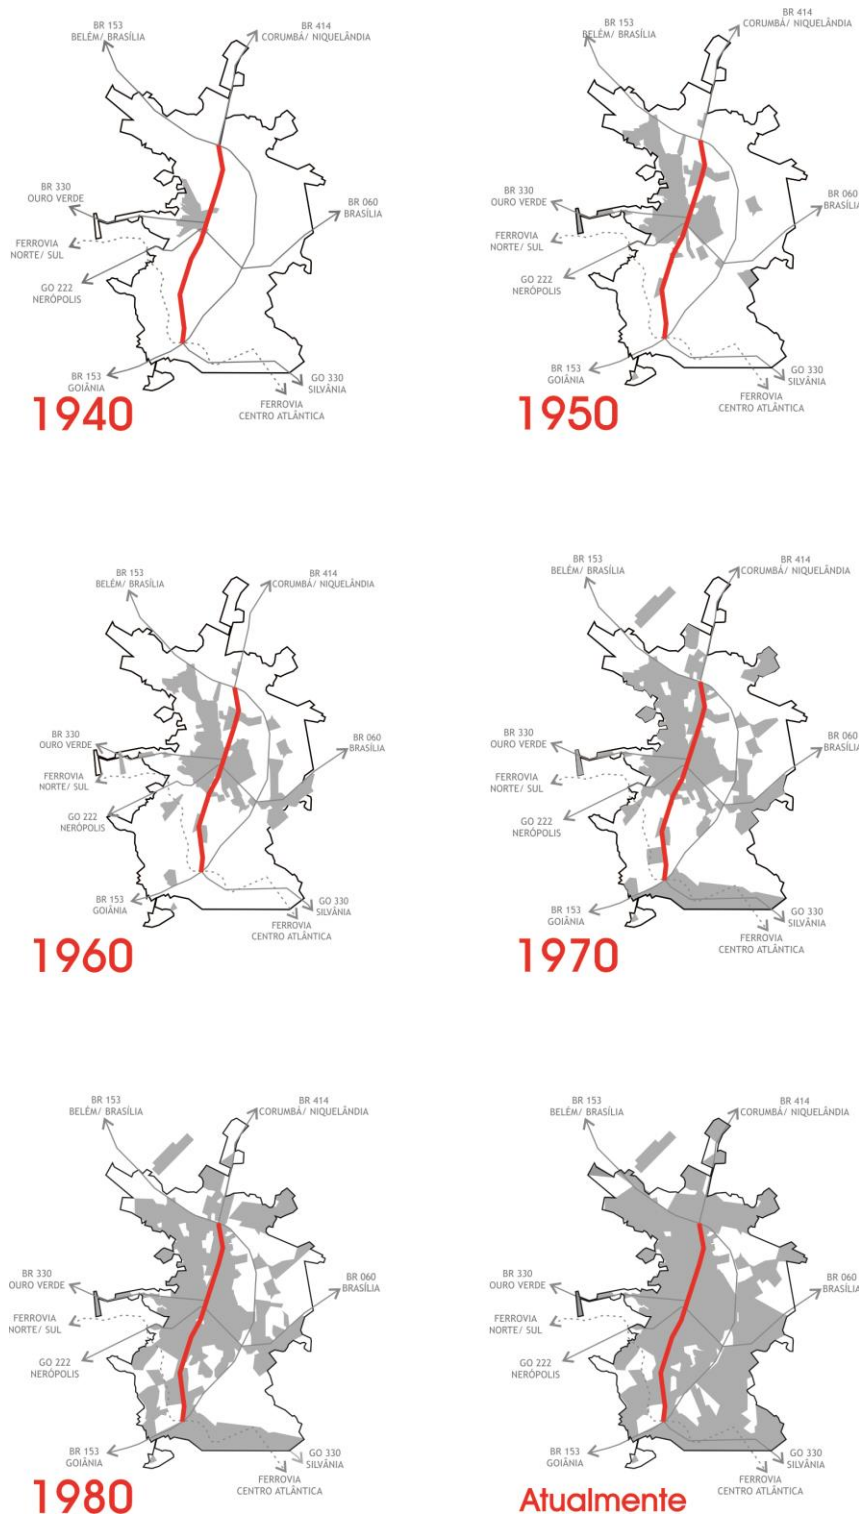 BR 153
BELÉM/ BRASÍLIA
BR 414
CORUMBÁ/ NIQUELÂNDIA
BR 330
OURO VERDE
BR 060
BRASÍLIA
FERROVIA
NORTE/ SUL
GO 222
NERÓPOLIS
BR 153
GOIÂNIA
GO 330
SILVÂNIA
FERROVIA
CENTRO ATLÂNTICA
1940
BR 153
BELÉM/ BRASÍLIA
BR 414
CORUMBÁ/ NIQUELÂNDIA
BR 330
OURO VERDE
BR 060
BRASÍLIA
FERROVIA
NORTE/ SUL
GO 222
NERÓPOLIS
BR 153
GOIÂNIA
GO 330
SILVÂNIA
FERROVIA
CENTRO ATLÂNTICA
1950
BR 153
BELÉM/ BRASÍLIA
BR 414
CORUMBÁ/ NIQUELÂNDIA
BR 330
OURO VERDE
BR 060
BRASÍLIA
FERROVIA
NORTE/ SUL
GO 222
NERÓPOLIS
BR 153
GOIÂNIA
GO 330
SILVÂNIA
FERROVIA
CENTRO ATLÂNTICA
1960
BR 153
BELÉM/ BRASÍLIA
BR 414
CORUMBÁ/ NIQUELÂNDIA
BR 330
OURO VERDE
BR 060
BRASÍLIA
FERROVIA
NORTE/ SUL
GO 222
NERÓPOLIS
BR 153
GOIÂNIA
GO 330
SILVÂNIA
FERROVIA
CENTRO ATLÂNTICA
1970
BR 153
BELÉM/ BRASÍLIA
BR 414
CORUMBÁ/ NIQUELÂNDIA
BR 330
OURO VERDE
BR 060
BRASÍLIA
FERROVIA
NORTE/ SUL
GO 222
NERÓPOLIS
BR 153
GOIÂNIA
GO 330
SILVÂNIA
FERROVIA
CENTRO ATLÂNTICA
1980
BR 153
BELÉM/ BRASÍLIA
BR 414
CORUMBÁ/ NIQUELÂNDIA
BR 330
OURO VERDE
BR 060
BRASÍLIA
FERROVIA
NORTE/ SUL
GO 222
NERÓPOLIS
BR 153
GOIÂNIA
GO 330
SILVÂNIA
FERROVIA
CENTRO ATLÂNTICA
Atualmente